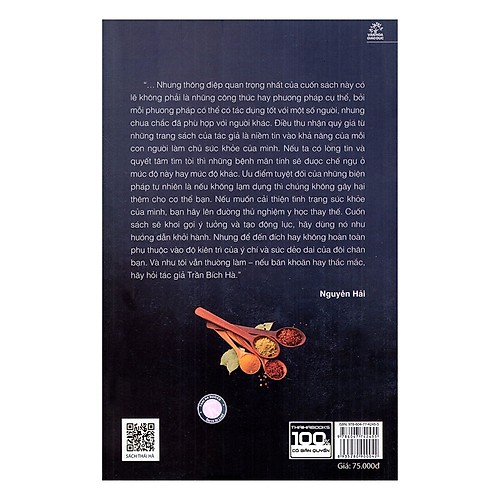 VĂN HÓA
GIÁO DỤC
“... Nhưng thông điệp quan trọng nhất của cuốn sách này có
lẽ không phải là những công thức hay phương pháp cụ thể, bởi
mỗi phương pháp có thể có tác dụng tốt với một số người, nhưng
chưa chắc đã phù hợp với người khác. Điều thu nhận quý giá từ
những trang sách của tác giả là niềm tin vào khả năng của mỗi
con người làm chủ sức khỏe của mình. Nếu ta có lòng tin và
quyết tâm tìm tòi thì những bệnh mãn tính sẽ được chế ngự ở
mức độ này hay mức độ khác. Ưu điểm tuyệt đối của những biện
pháp tự nhiên là nếu không lạm dụng thì chúng không gây hại
thêm cho cơ thể bạn. Nếu muốn cải thiện tình trạng sức khỏe
của mình, bạn hãy lên đường thử nghiệm y học thay thế. Cuốn
sách sẽ khơi gợi ý tưởng và tạo động lực, hãy dùng nó như
hướng dẫn khởi hành. Nhưng để đến đích hay không hoàn toàn
phụ thuộc vào độ kiên trì của ý chí và sức dẻo dai của đôi chân
bạn. Và như tôi vẫn thường làm – nếu băn khoăn hay thắc mắc,
hãy hỏi tác giả Trần Bích Hà.”
Nguyễn Hải
SÁCH THÁI HÀ
THAIHABOOKS
100%
CÓ BẢN QUYỀN
Giá: 75.000đ